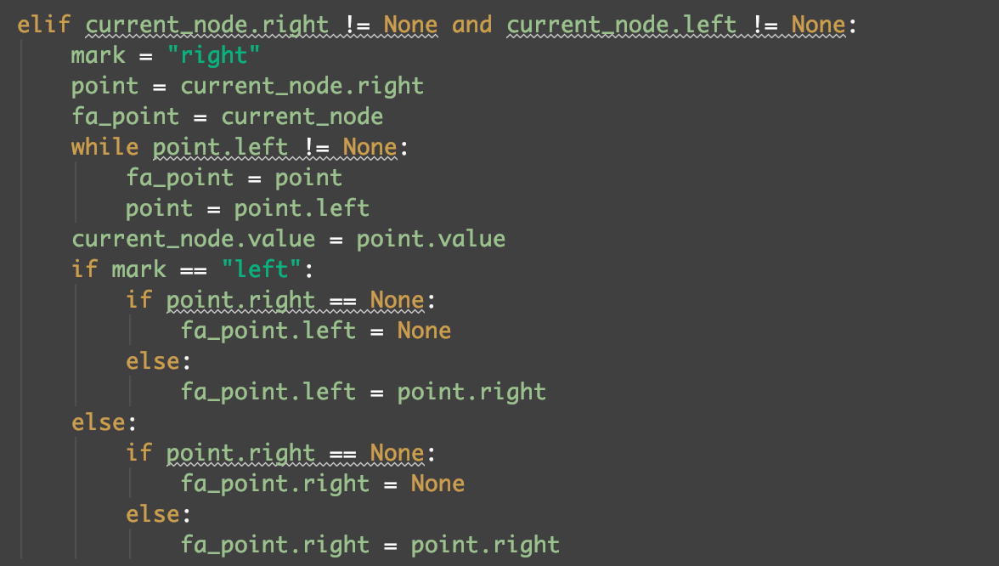 elif current_node.right != None and current_node.left != None:
    mark = "right"
    point = current_node.right
    fa_point = current_node
    while point.left != None:
        fa_point = point
        point = point.left
    current_node.value = point.value
    if mark == "left":
        if point.right == None:
            fa_point.left = None
        else:
            fa_point.left = point.right
    else:
        if point.right == None:
            fa_point.right = None
        else:
            fa_point.right = point.right